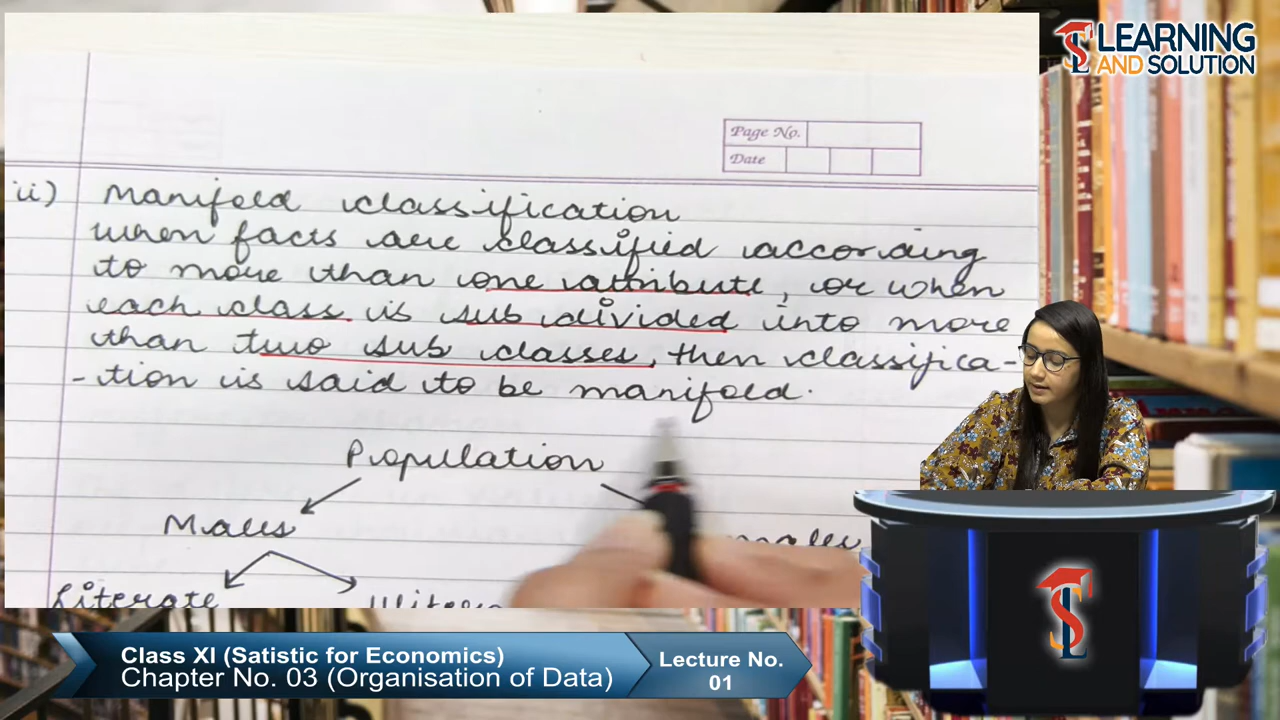 LEARNING
AND SOLUTION
Page No.
Date
ii) Manifold classification
when facts are classified according
to more than one attribute, or when
each class is sub divided into more
than two sub classes, then classifica-
-tion is said to be manifold.
Population
Males
Literate
Class XI (Satistic for Economics)
Chapter No. 03 (Organisation of Data)
Lecture No.
01